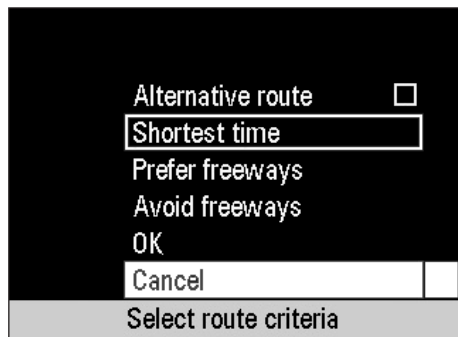 Alternative route
Shortest time
Prefer freeways
Avoid freeways
OK
Cancel
Select route criteria